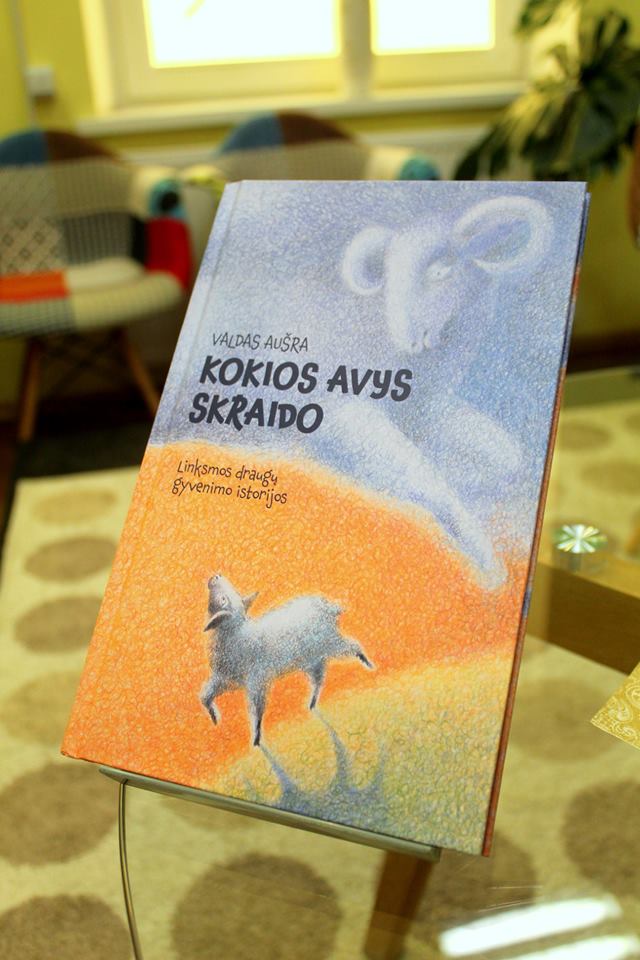 VALDAS AUŠRA
KOKIOS AVYS
SKRAIDO
Linksmos draugų
gyvenimo istorijos